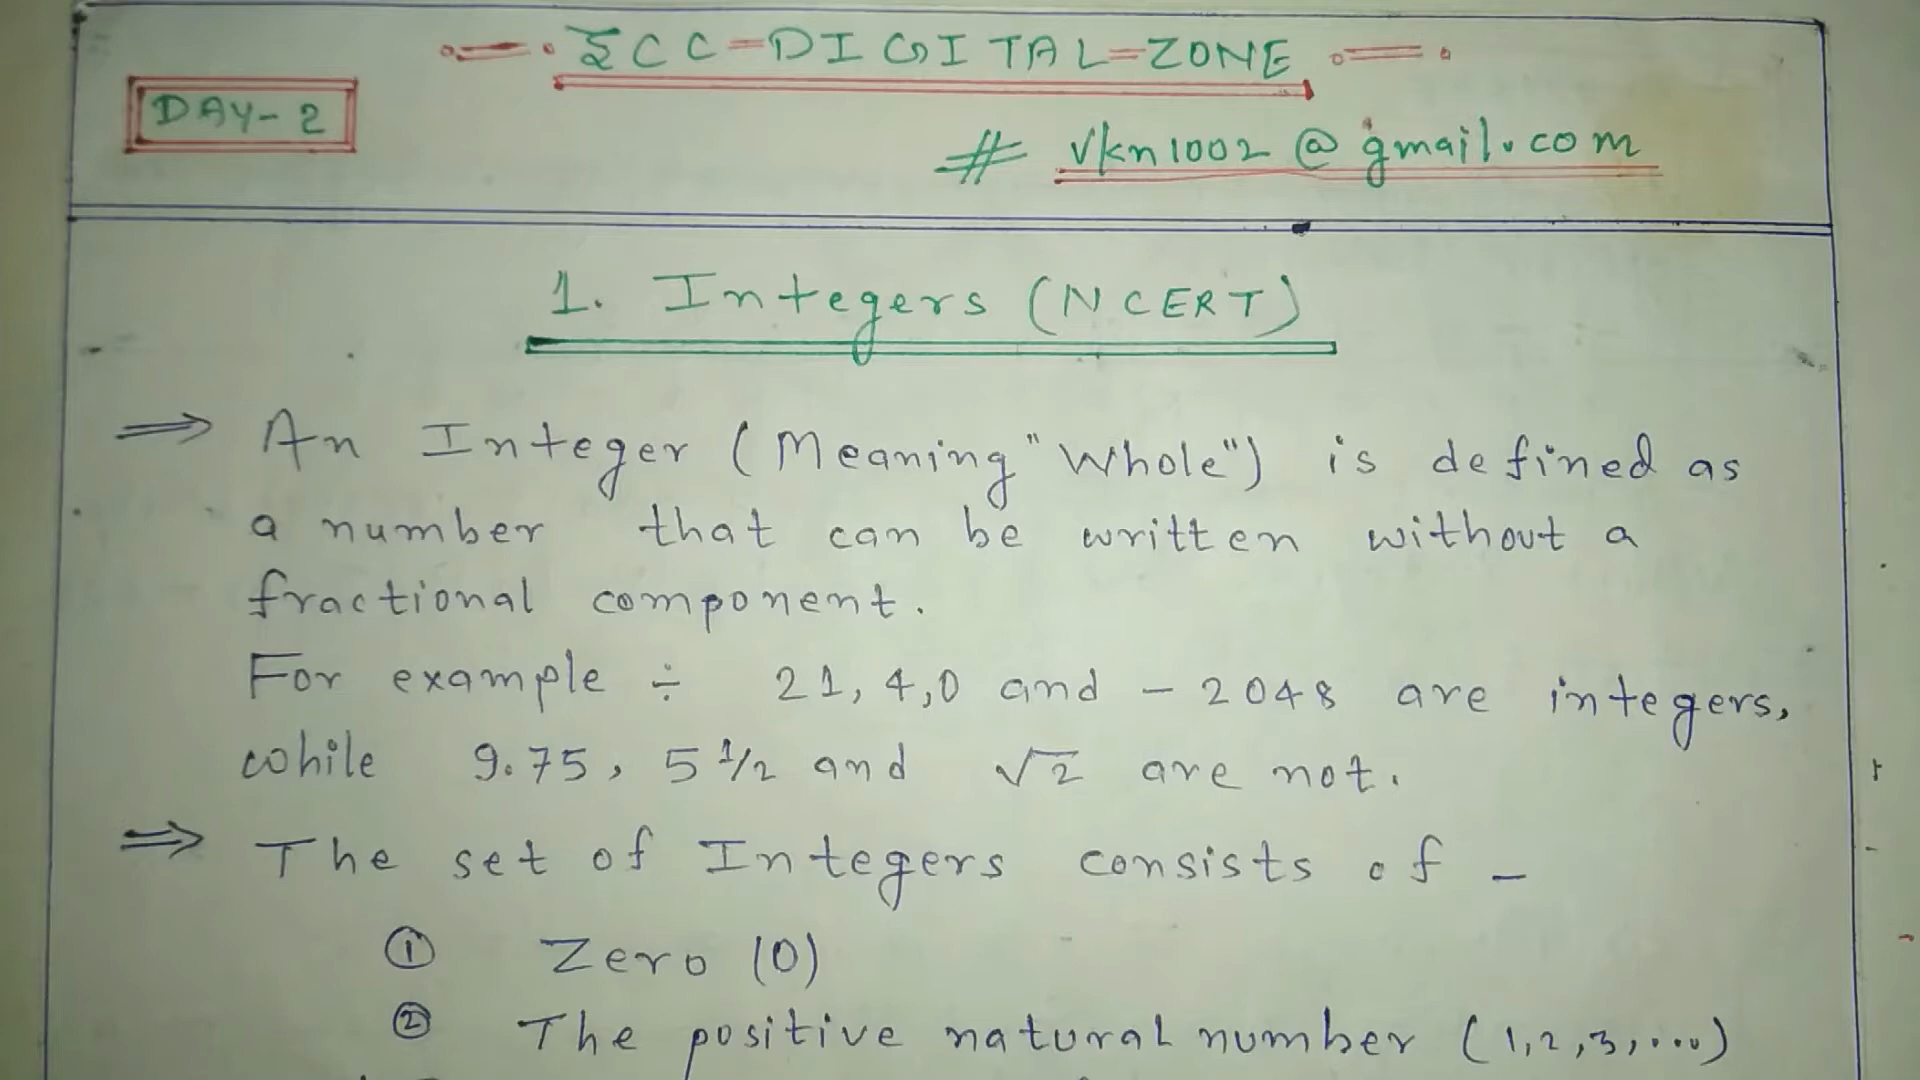 ECC-DIGITAL-ZONE
DAY-2
# vkn1002@gmail.com
1. Integers (NCERT)
⇒ An Integer (Meaning "Whole") is defined as
a number that can be written without a
fractional component.
For example ÷ 21, 4,0 and - 2048 are integers,
while 9.75, 5 1/2 and √2 are not.
⇒ The set of Integers consists of -
① Zero (0)
② The positive natural number (1,2,3,...)